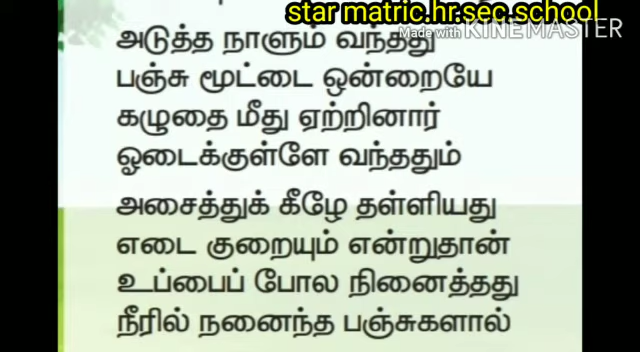 star matric.hr.sec.school
Made with KINEMASTER
அடுத்த நாளும் வந்தது
பஞ்சு மூட்டை ஒன்றையே
கழுதை மீது ஏற்றினார்
ஓடைக்குள்ளே வந்ததும்
அசைத்துக் கீழே தள்ளியது
எடை குறையும் என்றுதான்
உப்பைப் போல நினைத்தது
நீரில் நனைந்த பஞ்சுகளால்